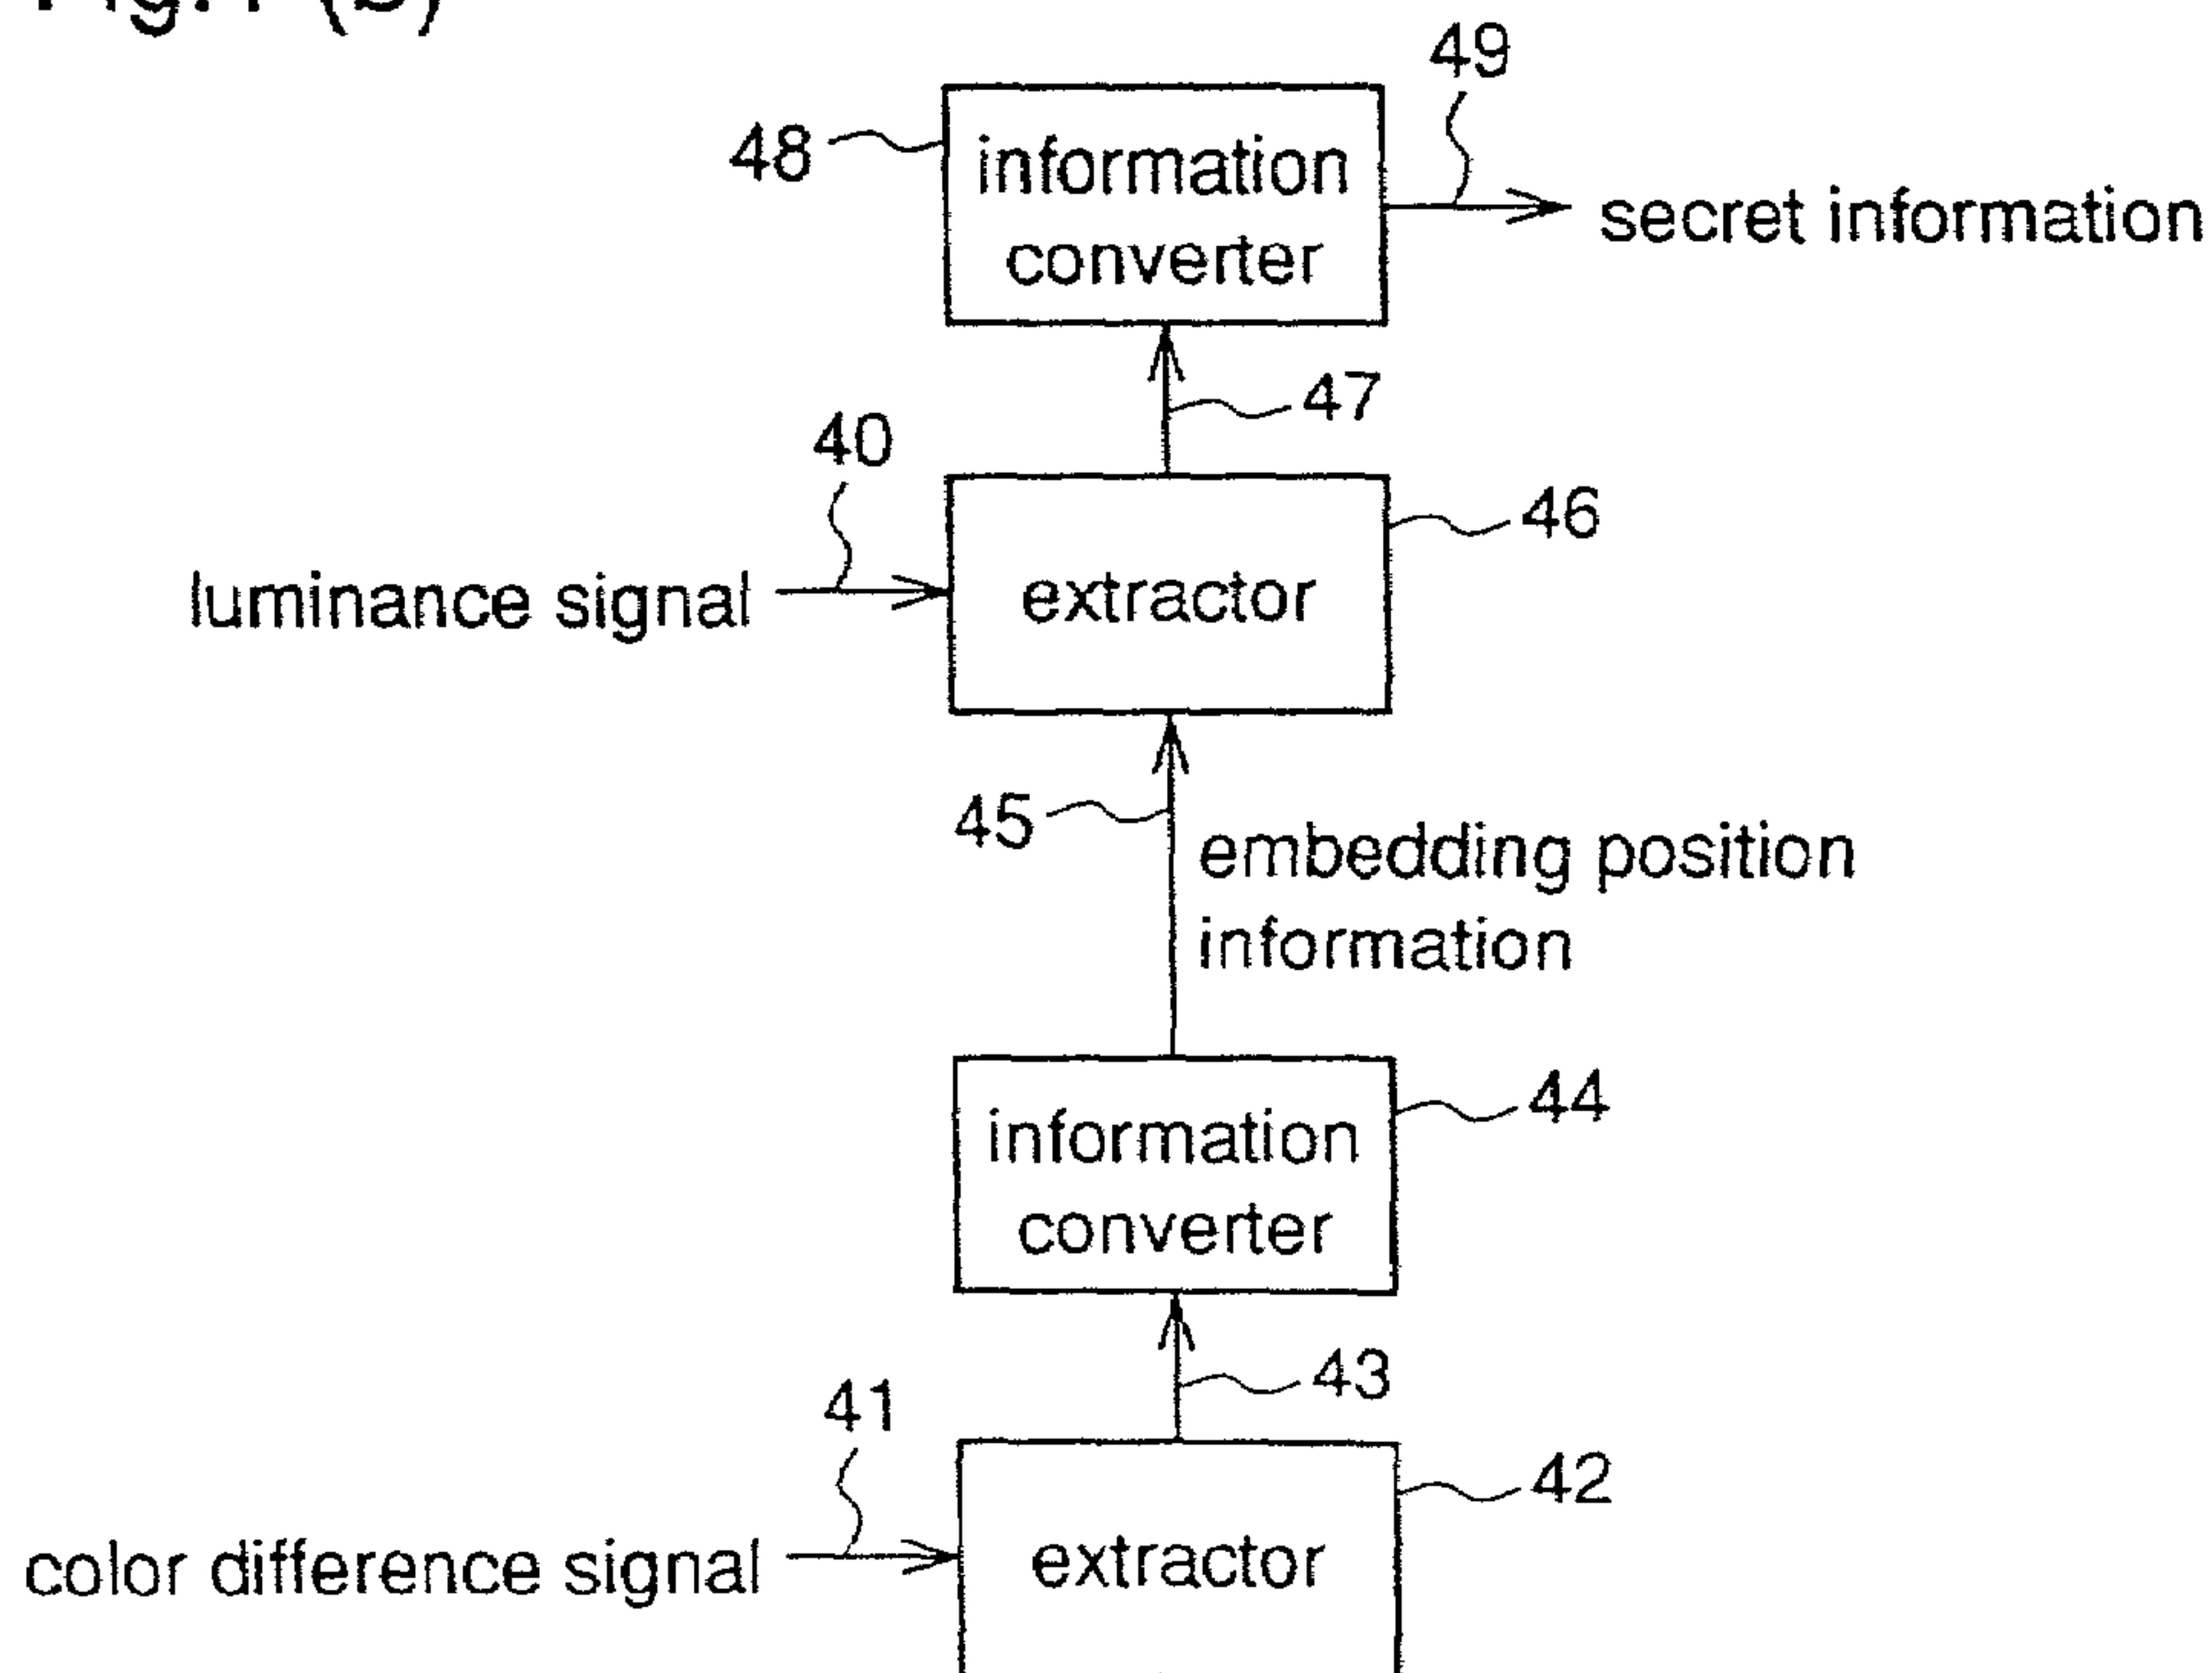 49
48
information
converter
secret information
47
40
46
luminance signal
extractor
45
embedding position
information
44
information
converter
43
41
42
color difference signal
extractor